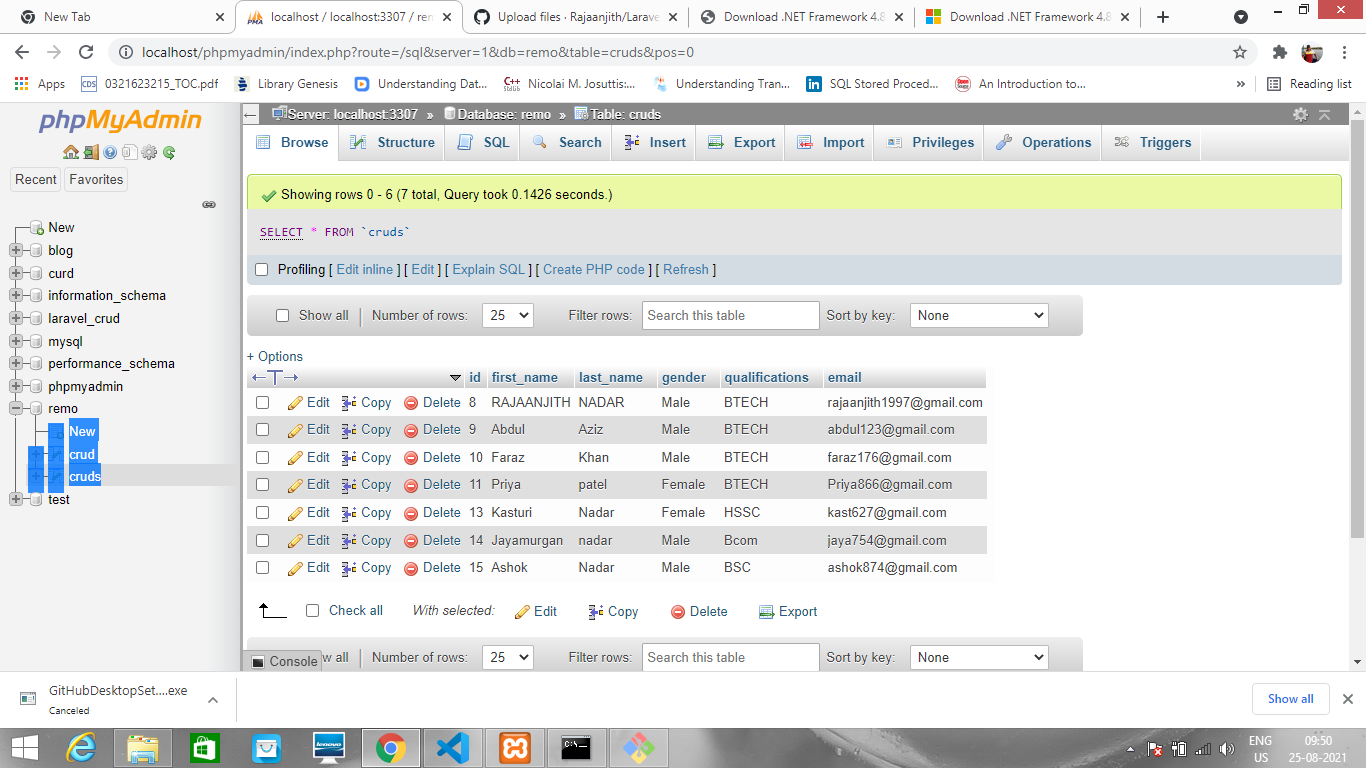 New Tab
localhost / localhost:3307 / rem
Upload files · Rajaanjith/Larave
Download .NET Framework 4.8
Download .NET Framework 4.8
localhost/phpmyadmin/index.php?route=/sql&server=1&db=remo&table=cruds&pos=0
Apps
0321623215_TOC.pdf
Library Genesis
Understanding Dat...
Nicolai M. Josuttis:...
Understanding Tran...
SQL Stored Proced...
An Introduction to...
»
Reading list
phpMyAdmin
Recent
Favorites
New
blog
curd
information_schema
laravel_crud
mysql
performance_schema
phpmyadmin
remo
New
crud
cruds
test
Server: localhost:3307 » Database: remo » Table: cruds
Browse Structure SQL Search Insert Export Import Privileges Operations Triggers
Showing rows 0 - 6 (7 total, Query took 0.1426 seconds.)
SELECT * FROM `cruds`
Profiling [ Edit inline ] [ Edit ] [ Explain SQL ] [ Create PHP code ] [ Refresh ]
Show all Number of rows: 25 Filter rows: Search this table Sort by key: None
+ Options
id first_name last_name gender qualifications email
Edit Copy Delete 8 RAJAANJITH NADAR Male BTECH rajaanjith1997@gmail.com
Edit Copy Delete 9 Abdul Aziz Male BTECH abdul123@gmail.com
Edit Copy Delete 10 Faraz Khan Male BTECH faraz176@gmail.com
Edit Copy Delete 11 Priya patel Female BTECH Priya866@gmail.com
Edit Copy Delete 13 Kasturi Nadar Female HSSC kast627@gmail.com
Edit Copy Delete 14 Jayamurgan nadar Male Bcom jaya754@gmail.com
Edit Copy Delete 15 Ashok Nadar Male BSC ashok874@gmail.com
Check all With selected: Edit Copy Delete Export
all Number of rows: 25 Filter rows: Search this table Sort by key: None
Console
GitHubDesktopSet....exe
Canceled
Show all
ENG
US
09:50
25-08-2021